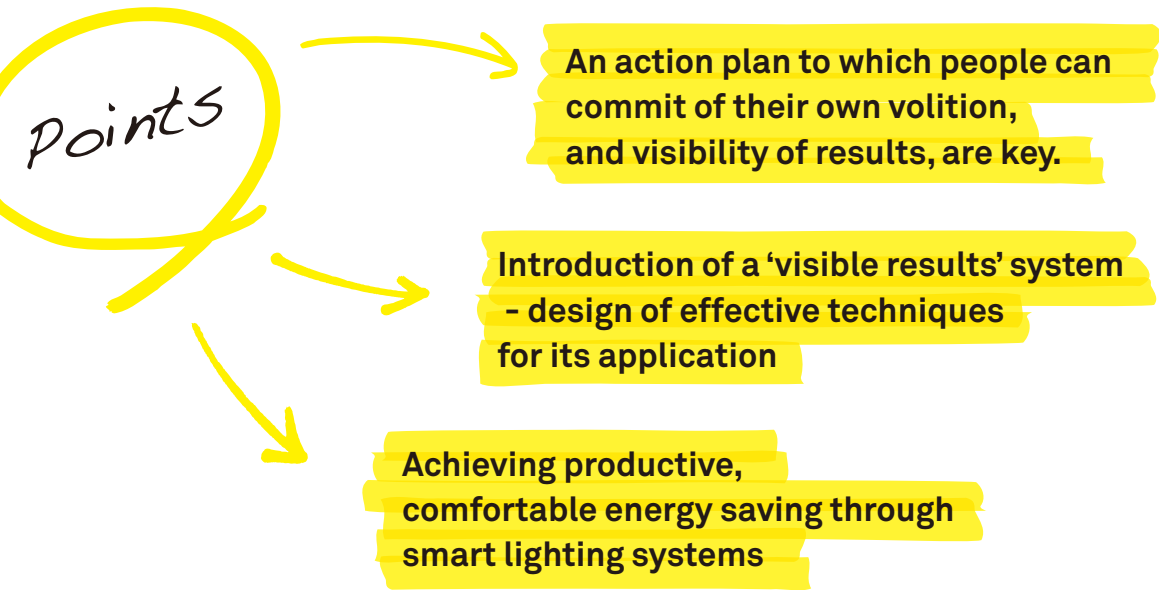 Points
An action plan to which people can
commit of their own volition,
and visibility of results, are key.
Introduction of a ‘visible results’ system
- design of effective techniques
for its application
Achieving productive,
comfortable energy saving through
smart lighting systems